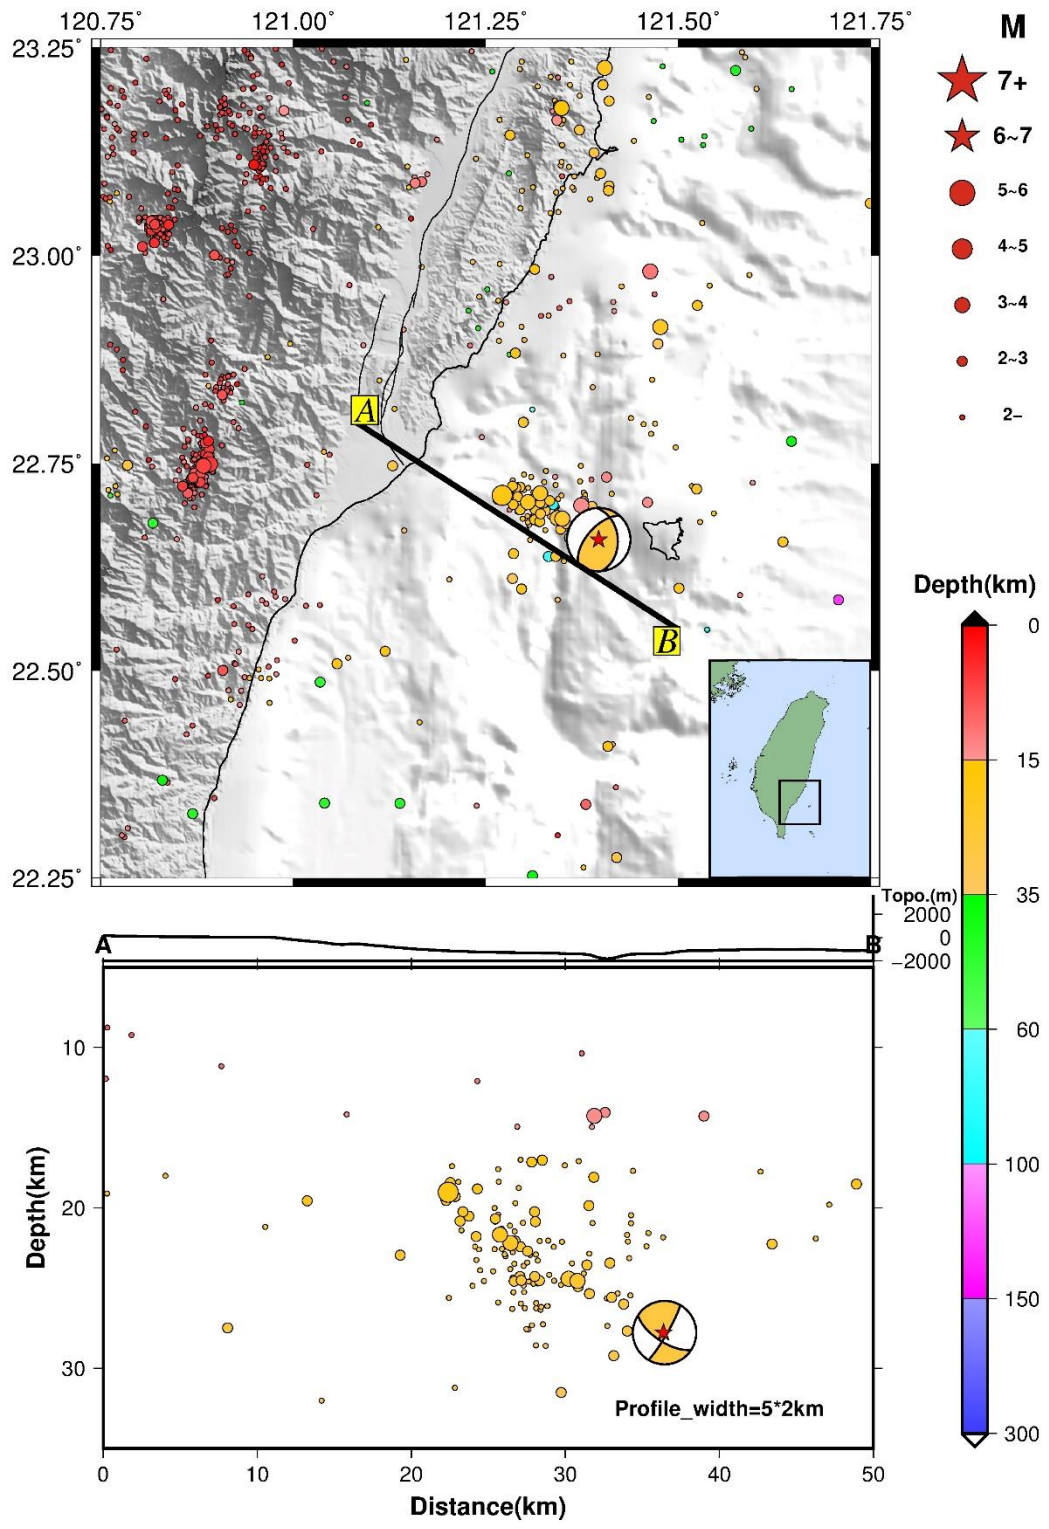 120.75° 121.00° 121.25° 121.50° 121.75°
M
23.25°
7+
6~7
5~6
23.00°
4~5
3~4
2~3
A
2−
22.75°
Depth(km)
0
B
22.50°
15
22.25°
Topo.(m)
35
2000
A
B
0
−2000
60
10
100
Depth(km)
20
150
30
Profile_width=5*2km
300
0 10 20 30 40 50
Distance(km)